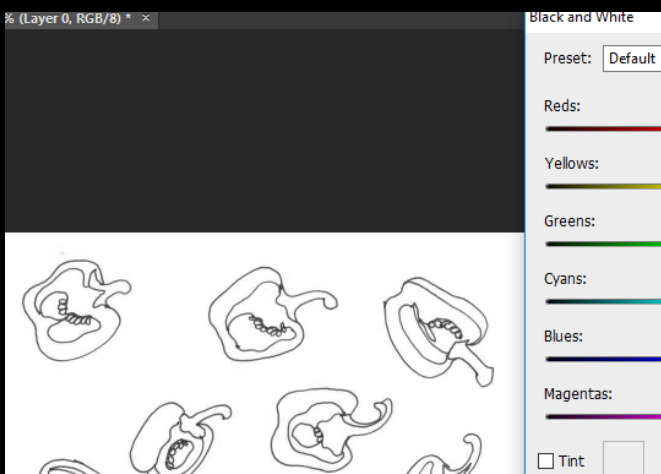 % (Layer 0, RGB/8) * ×
Black and White
Preset: Default
Reds:
Yellows:
Greens:
Cyans:
Blues:
Magentas:
Tint